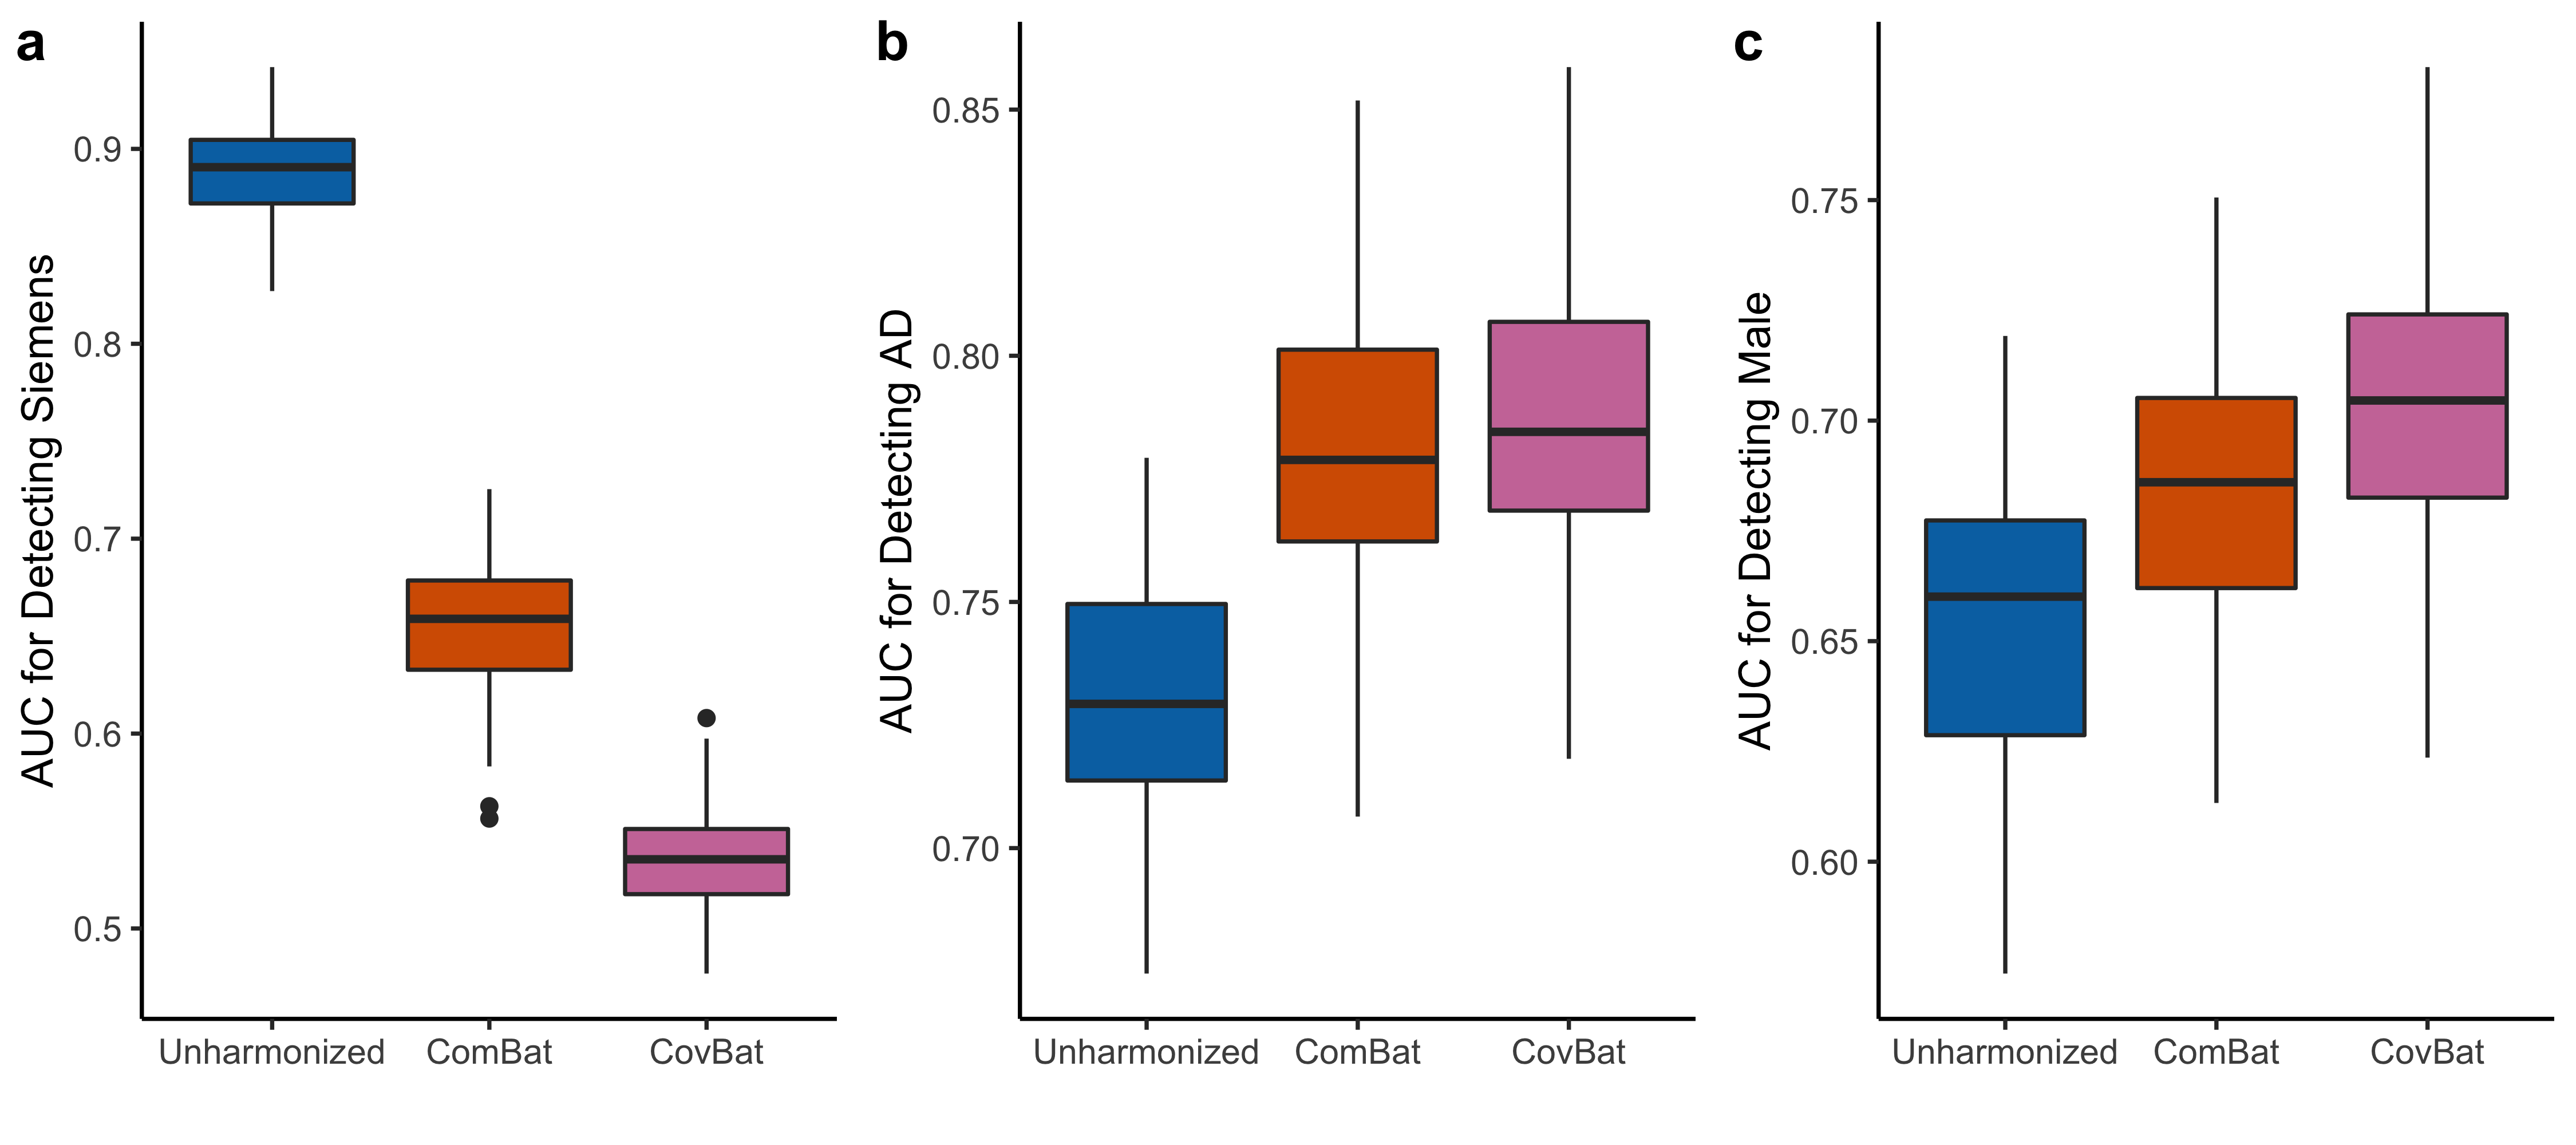 a
AUC for Detecting Siemens
0.9
0.8
0.7
0.6
0.5
Unharmonized
ComBat
CovBat
b
AUC for Detecting AD
0.85
0.80
0.75
0.70
Unharmonized
ComBat
CovBat
c
AUC for Detecting Male
0.75
0.70
0.65
0.60
Unharmonized
ComBat
CovBat